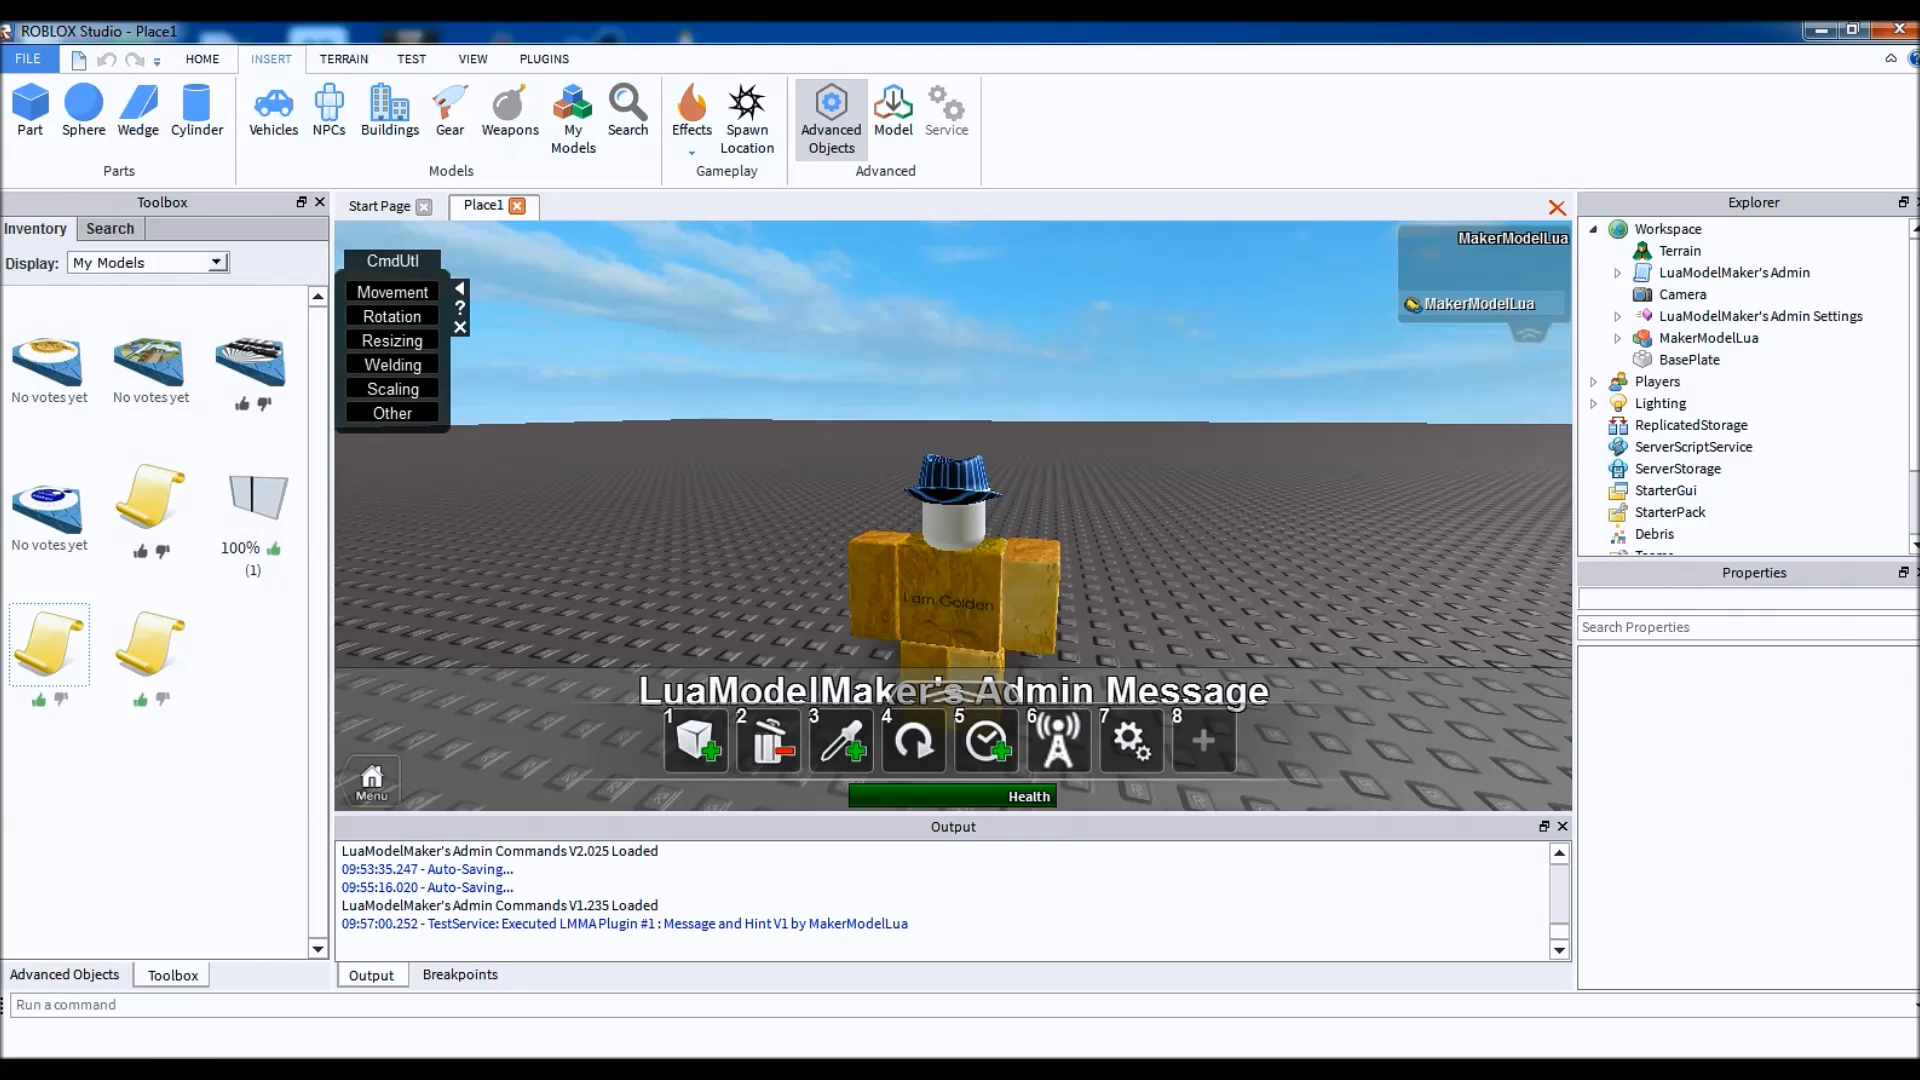 ROBLOX Studio - Place1
FILE HOME INSERT TERRAIN TEST VIEW PLUGINS
Part Sphere Wedge Cylinder
Parts
Vehicles NPCs Buildings Gear Weapons My Models Search
Models
Effects Spawn Location
Gameplay
Advanced Objects Model Service
Advanced
Toolbox
Inventory Search
Display: My Models
No votes yet No votes yet
No votes yet 100%
(1)
Advanced Objects Toolbox
Start Page Place1
CmdUtl
Movement
Rotation
Resizing
Welding
Scaling
Other
?
MakerModelLua
MakerModelLua
I am Golden
LuaModelMaker's Admin Message
1 2 3 4 5 6 7 8
Menu
Health
Output
LuaModelMaker's Admin Commands V2.025 Loaded
09:53:35.247 - Auto-Saving...
09:55:16.020 - Auto-Saving...
LuaModelMaker's Admin Commands V1.235 Loaded
09:57:00.252 - TestService: Executed LMMA Plugin #1 : Message and Hint V1 by MakerModelLua
Output Breakpoints
Run a command
Explorer
Workspace
Terrain
LuaModelMaker's Admin
Camera
LuaModelMaker's Admin Settings
MakerModelLua
BasePlate
Players
Lighting
ReplicatedStorage
ServerScriptService
ServerStorage
StarterGui
StarterPack
Debris
Properties
Search Properties